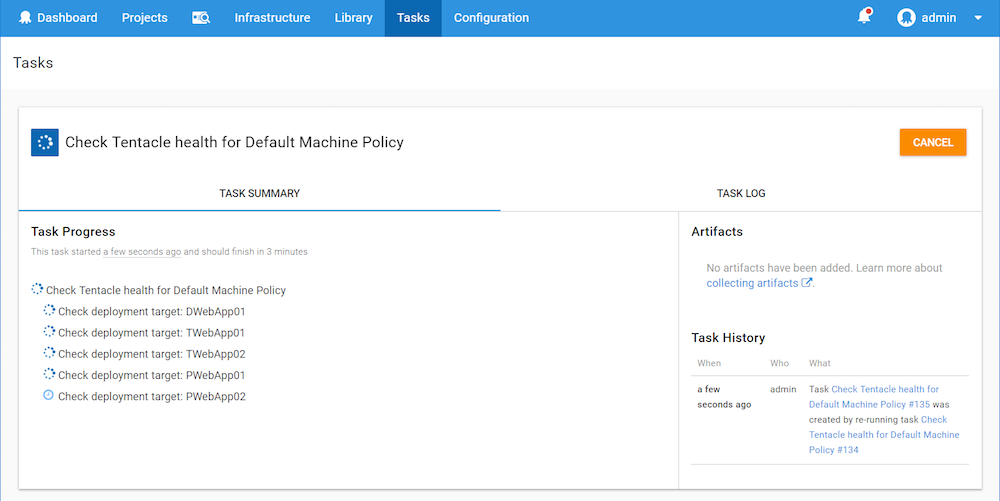 Dashboard Projects Infrastructure Library Tasks Configuration admin
Tasks
Check Tentacle health for Default Machine Policy
CANCEL
TASK SUMMARY TASK LOG
Task Progress
This task started a few seconds ago and should finish in 3 minutes
Check Tentacle health for Default Machine Policy
Check deployment target: DWebApp01
Check deployment target: TWebApp01
Check deployment target: TWebApp02
Check deployment target: PWebApp01
Check deployment target: PWebApp02
Artifacts
No artifacts have been added. Learn more about
collecting artifacts.
Task History
When Who What
a few admin Task Check Tentacle health for
seconds ago Default Machine Policy #135 was
created by re-running task Check
Tentacle health for Default Machine
Policy #134